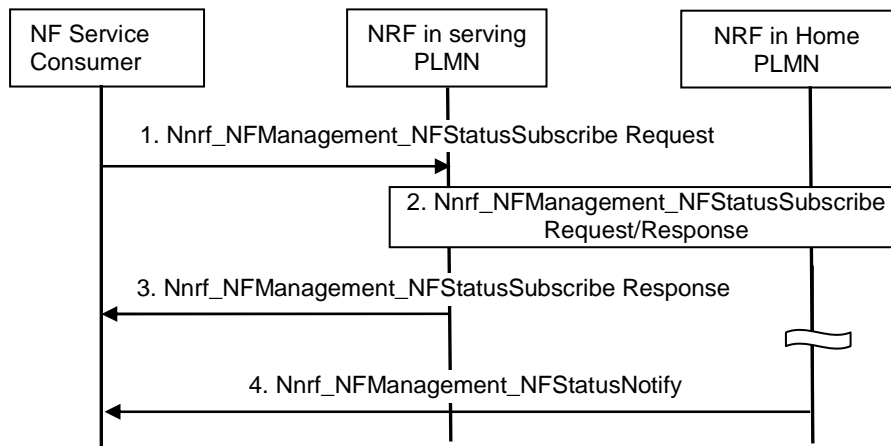 NF Service
Consumer
NRF in serving
PLMN
NRF in Home
PLMN
1. Nnrf_NFManagement_NFStatusSubscribe Request
2. Nnrf_NFManagement_NFStatusSubscribe
Request/Response
3. Nnrf_NFManagement_NFStatusSubscribe Response
4. Nnrf_NFManagement_NFStatusNotify